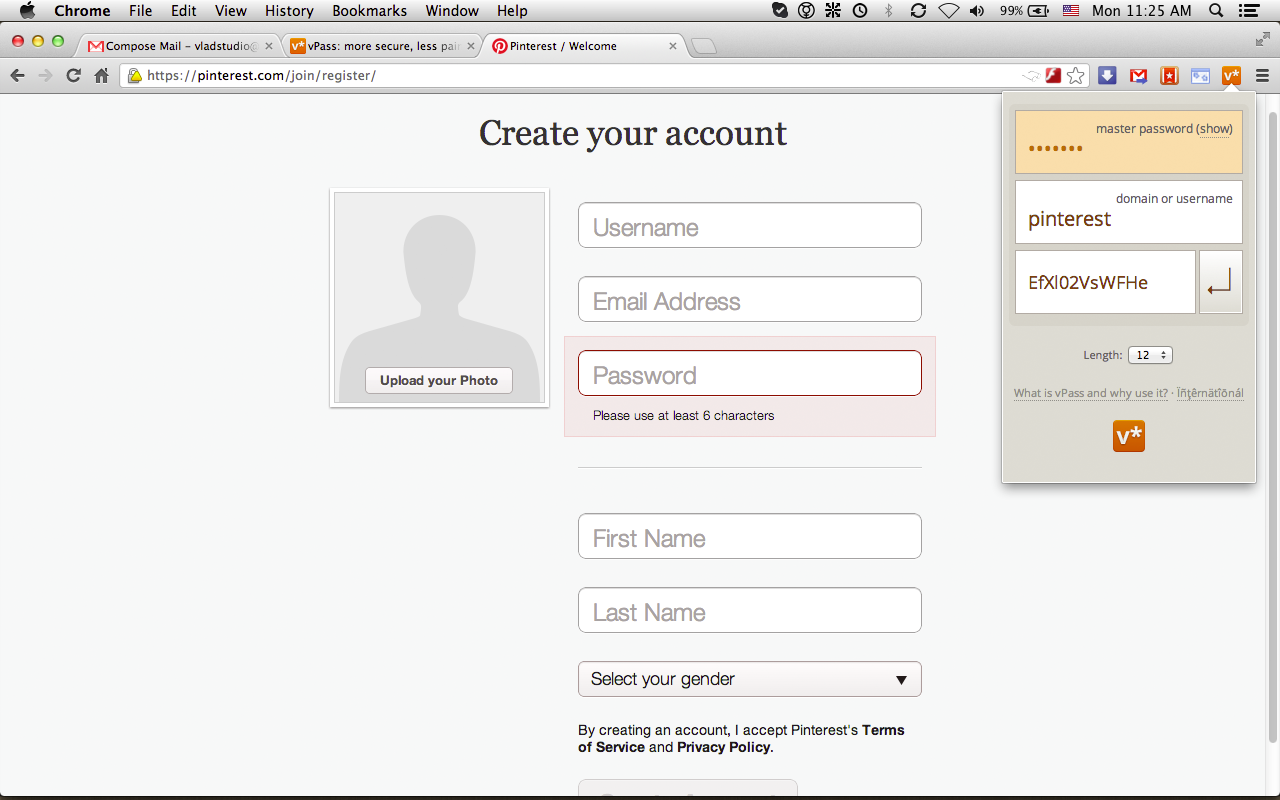 Chrome File Edit View History Bookmarks Window Help 99% Mon 11:25 AM
Compose Mail – vladstudio@ vPass: more secure, less pai Pinterest / Welcome
https://pinterest.com/join/register/
v*
Create your account
Upload your Photo
Username
Email Address
Password
Please use at least 6 characters
First Name
Last Name
Select your gender
By creating an account, I accept Pinterest's Terms
of Service and Privacy Policy.
master password (show)
•••••••
domain or username
pinterest
EfXl02VsWFHe
Length: 12
What is vPass and why use it? · Ïñţêrnätîõnál
v*